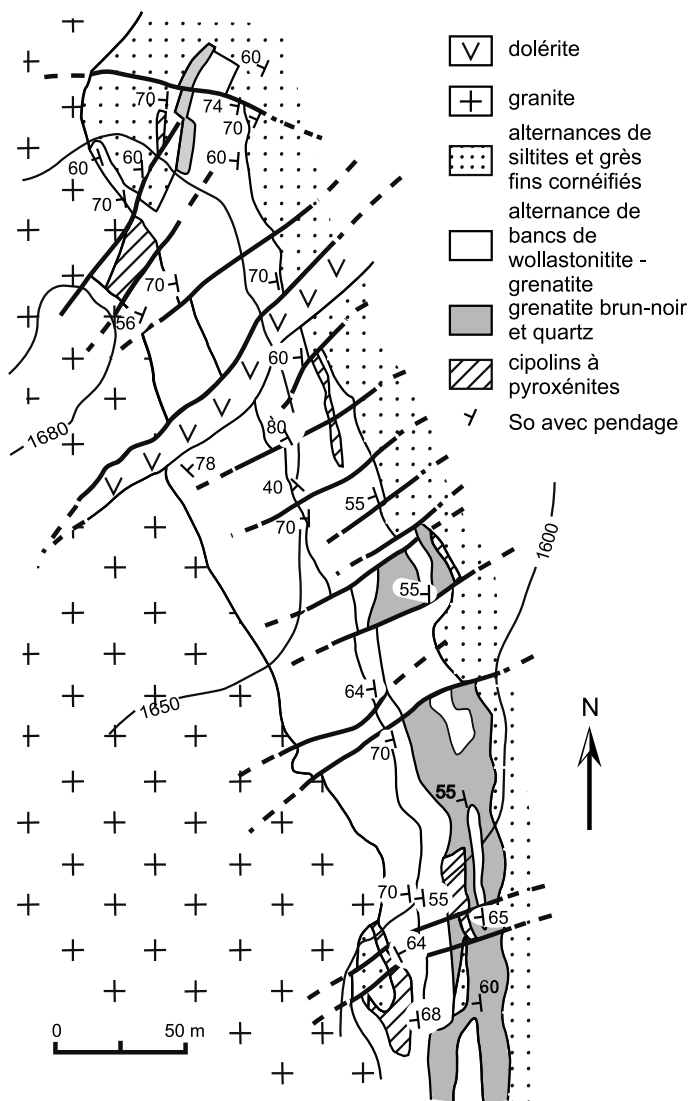 dolérite
granite
alternances de
siltites et grès
fins cornéifiés
alternance de
bancs de
wollastonitite -
grenatite
grenatite brun-noir
et quartz
cipolins à
pyroxénites
So avec pendage
60
70
74
70
60
60
60
70
70
70
56
60
1680
80
78
40
55
70
1600
55
64
1650
N
70
55
70
55
65
64
60
68
0 50 m